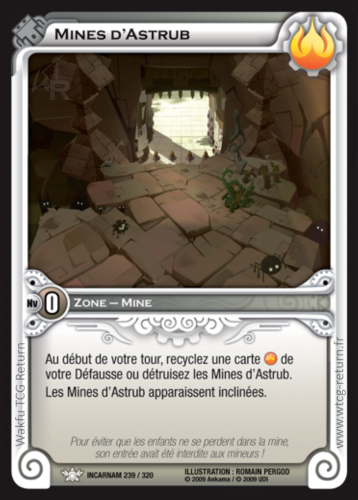 MINES D'ASTRUB
Nv 0 ZONE – MINE
Au début de votre tour, recyclez une carte de
votre Défausse ou détruisez les Mines d'Astrub.
Les Mines d'Astrub apparaissent inclinées.
Pour éviter que les enfants ne se perdent dans la mine,
son entrée avait été interdite aux mineurs !
INCARNAM 239 / 320
ILLUSTRATION : ROMAIN PERGOD
© 2009 Ankama / © 2009 UDI
Wakfu TCG Return
www.wtcg-return.fr